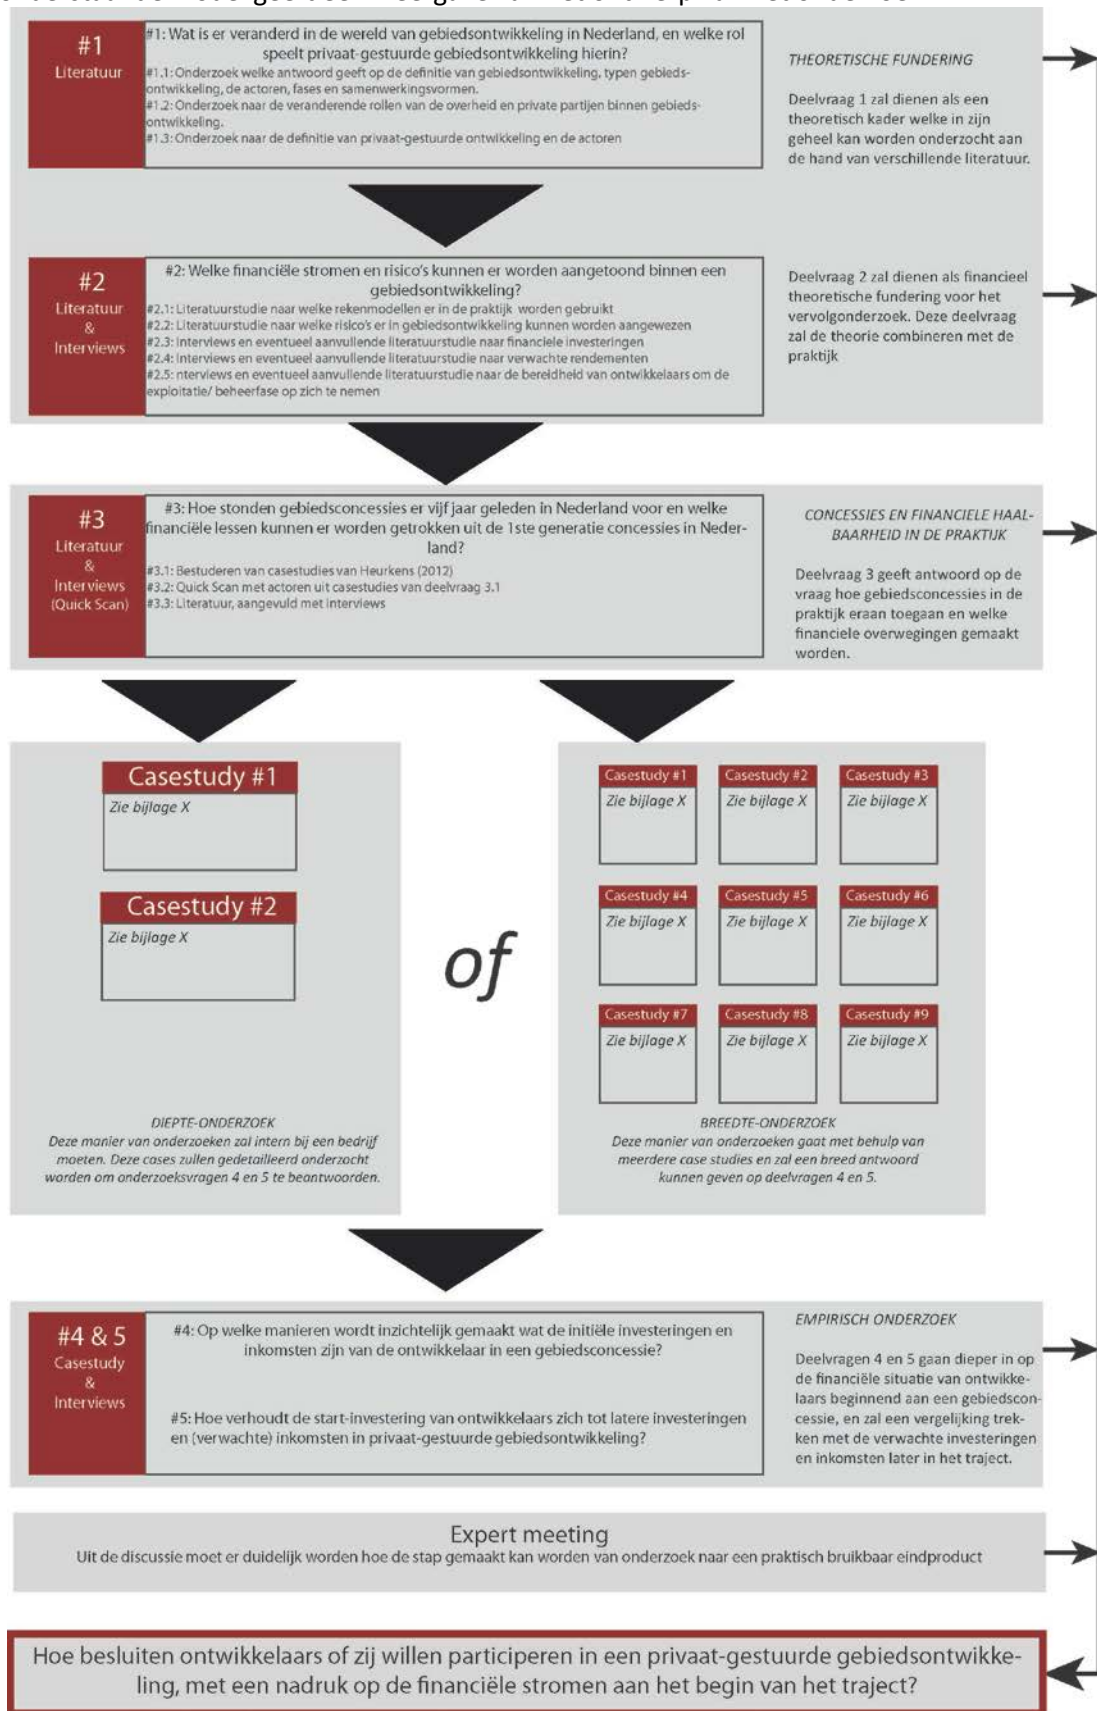 #1
Literatuur
#1: Wat is er veranderd in de wereld van gebiedsontwikkeling in Nederland, en welke rol
speelt privaat-gestuurde gebiedsontwikkeling hierin?
#1.1: Onderzoek welke antwoord geeft op de definitie van gebiedsontwikkeling, typen gebieds-
ontwikkeling, de actoren, fases en samenwerkingsvormen.
#1.2: Onderzoek naar de veranderende rollen van de overheid en private partijen binnen gebieds-
ontwikkeling.
#1.3: Onderzoek naar de definitie van privaat-gestuurde ontwikkeling en de actoren
THEORETISCHE FUNDERING
Deelvraag 1 zal dienen als een
theoretisch kader welke in zijn
geheel kan worden onderzocht aan
de hand van verschillende literatuur.
#2
Literatuur
&
Interviews
#2: Welke financiële stromen en risico's kunnen er worden aangetoond binnen een
gebiedsontwikkeling?
#2.1: Literatuurstudie naar welke rekenmodellen er in de praktijk worden gebruikt
#2.2: Literatuurstudie naar welke risico's er in gebiedsontwikkeling kunnen worden aangewezen
#2.3: Interviews en eventueel aanvullende literatuurstudie naar financiele investeringen
#2.4: Interviews en eventueel aanvullende literatuurstudie naar verwachte rendementen
#2.5: nterviews en eventueel aanvullende literatuurstudie naar de bereidheid van ontwikkelaars om de
exploitatie/ beheerfase op zich te nemen
Deelvraag 2 zal dienen als financieel
theoretische fundering voor het
vervolgonderzoek. Deze deelvraag
zal de theorie combineren met de
praktijk
#3
Literatuur
&
Interviews
(Quick Scan)
#3: Hoe stonden gebiedsconcessies er vijf jaar geleden in Nederland voor en welke
financiële lessen kunnen er worden getrokken uit de 1ste generatie concessies in Neder-
land?
#3.1: Bestuderen van casestudies van Heurkens (2012)
#3.2: Quick Scan met actoren uit casestudies van deelvraag 3.1
#3.3: Literatuur, aangevuld met interviews
CONCESSIES EN FINANCIELE HAAL-
BAARHEID IN DE PRAKTIJK
Deelvraag 3 geeft antwoord op de
vraag hoe gebiedsconcessies in de
praktijk eraan toegaan en welke
financiele overwegingen gemaakt
worden.
Casestudy #1
Zie bijlage X
Casestudy #2
Zie bijlage X
DIEPTE-ONDERZOEK
Deze manier van onderzoeken zal intern bij een bedrijf
moeten. Deze cases zullen gedetailleerd onderzocht
worden om onderzoeksvragen 4 en 5 te beantwoorden.
of
Casestudy #1 Casestudy #2 Casestudy #3
Zie bijlage X Zie bijlage X Zie bijlage X
Casestudy #4 Casestudy #5 Casestudy #6
Zie bijlage X Zie bijlage X Zie bijlage X
Casestudy #7 Casestudy #8 Casestudy #9
Zie bijlage X Zie bijlage X Zie bijlage X
BREEDTE-ONDERZOEK
Deze manier van onderzoeken gaat met behulp van
meerdere case studies en zal een breed antwoord
kunnen geven op deelvragen 4 en 5.
#4 & 5
Casestudy
&
Interviews
#4: Op welke manieren wordt inzichtelijk gemaakt wat de initiële investeringen en
inkomsten zijn van de ontwikkelaar in een gebiedsconcessie?
#5: Hoe verhoudt de start-investering van ontwikkelaars zich tot latere investeringen
en (verwachte) inkomsten in privaat-gestuurde gebiedsontwikkeling?
EMPIRISCH ONDERZOEK
Deelvragen 4 en 5 gaan dieper in op
de financiële situatie van ontwikke-
laars beginnend aan een gebiedscon-
cessie, en zal een vergelijking trek-
ken met de verwachte investeringen
en inkomsten later in het traject.
Expert meeting
Uit de discussie moet er duidelijk worden hoe de stap gemaakt kan worden van onderzoek naar een praktisch bruikbaar eindproduct
Hoe besluiten ontwikkelaars of zij willen participeren in een privaat-gestuurde gebiedsontwikke-
ling, met een nadruk op de financiële stromen aan het begin van het traject?